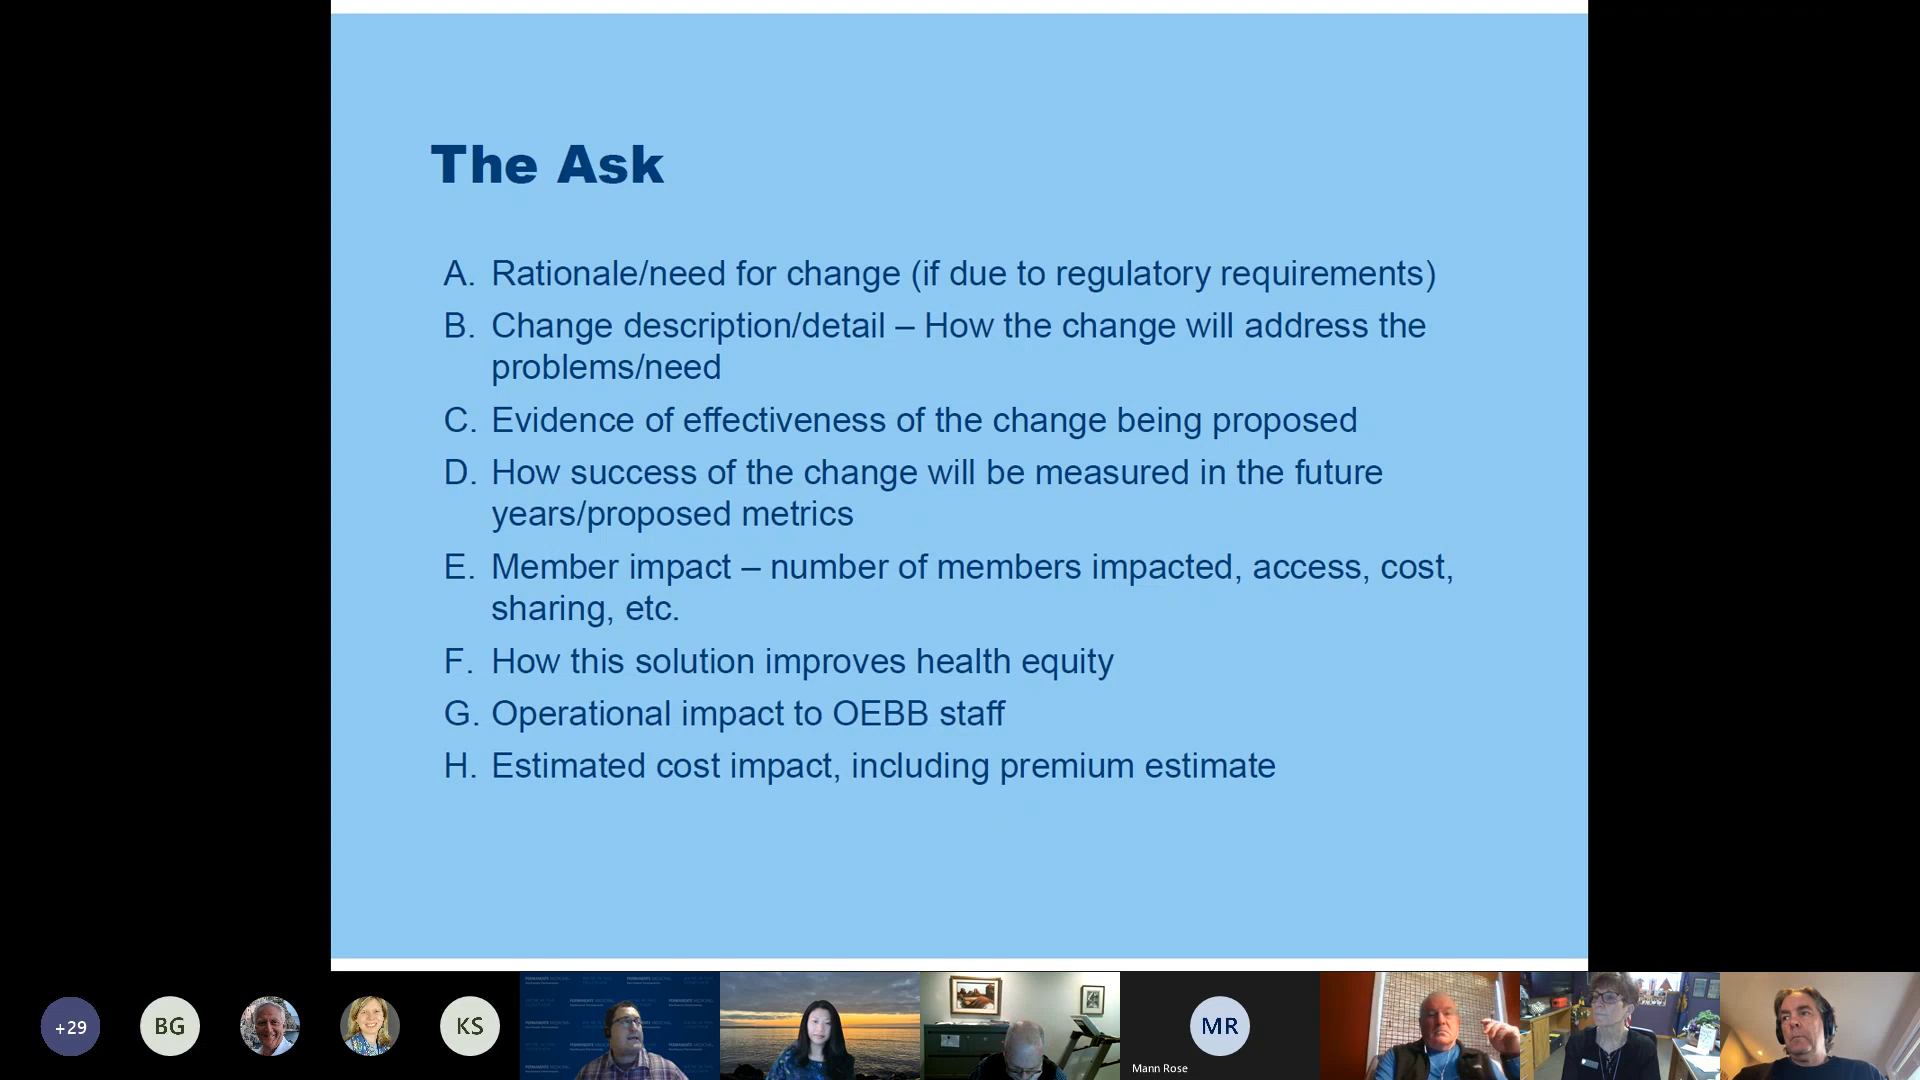 The Ask
A. Rationale/need for change (if due to regulatory requirements)
B. Change description/detail – How the change will address the
problems/need
C. Evidence of effectiveness of the change being proposed
D. How success of the change will be measured in the future
years/proposed metrics
E. Member impact – number of members impacted, access, cost,
sharing, etc.
F. How this solution improves health equity
G. Operational impact to OEBB staff
H. Estimated cost impact, including premium estimate
+29
BG
KS
MR
Mann Rose